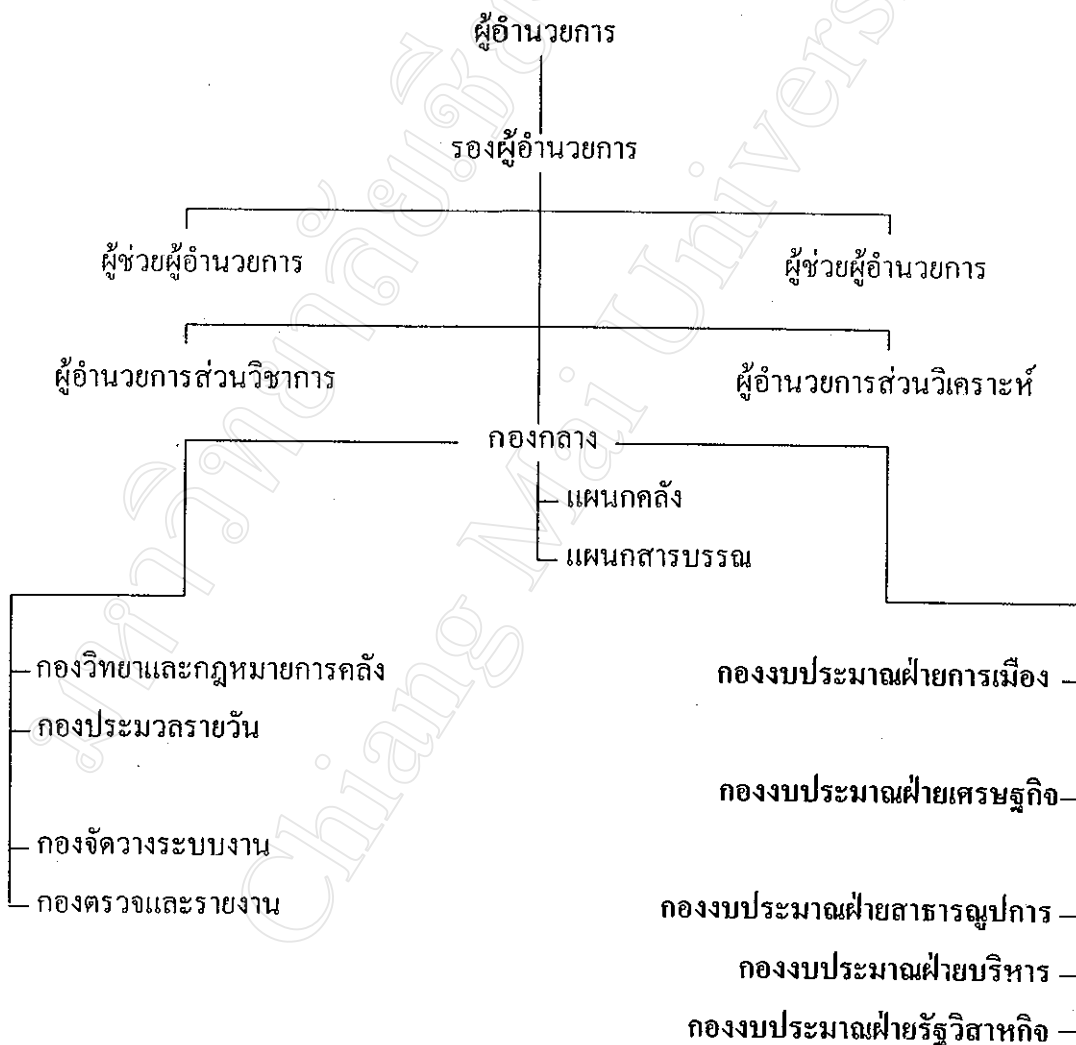 ผู้อำนวยการ
รองผู้อำนวยการ
ผู้ช่วยผู้อำนวยการ
ผู้ช่วยผู้อำนวยการ
ผู้อำนวยการส่วนวิชาการ
ผู้อำนวยการส่วนวิเคราะห์
กองกลาง
แผนกคลัง
แผนกสารบรรณ
กองวิทยาและกฎหมายการคลัง
กองประมวลรายวัน
กองจัดวางระบบงาน
กองตรวจและรายงาน
กองงบประมาณฝ่ายการเมือง
กองงบประมาณฝ่ายเศรษฐกิจ
กองงบประมาณฝ่ายสาธารณูปการ
กองงบประมาณฝ่ายบริหาร
กองงบประมาณฝ่ายรัฐวิสาหกิจ
Chiang Mai Univers